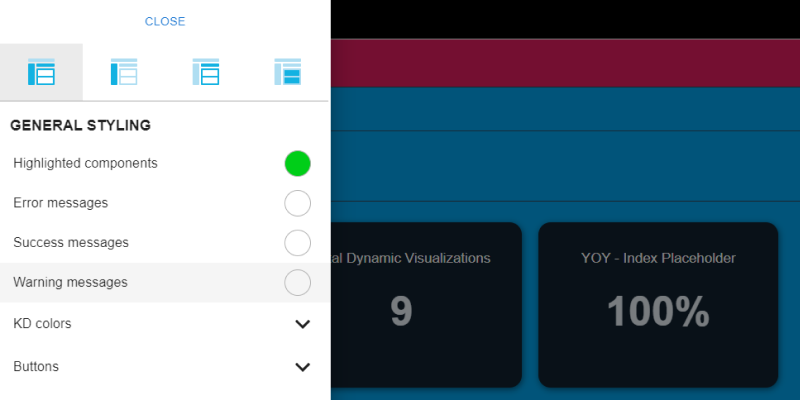 CLOSE
GENERAL STYLING
Highlighted components
Error messages
Success messages
Warning messages
KD colors
Buttons
Dynamic Visualizations
9
YOY - Index Placeholder
100%